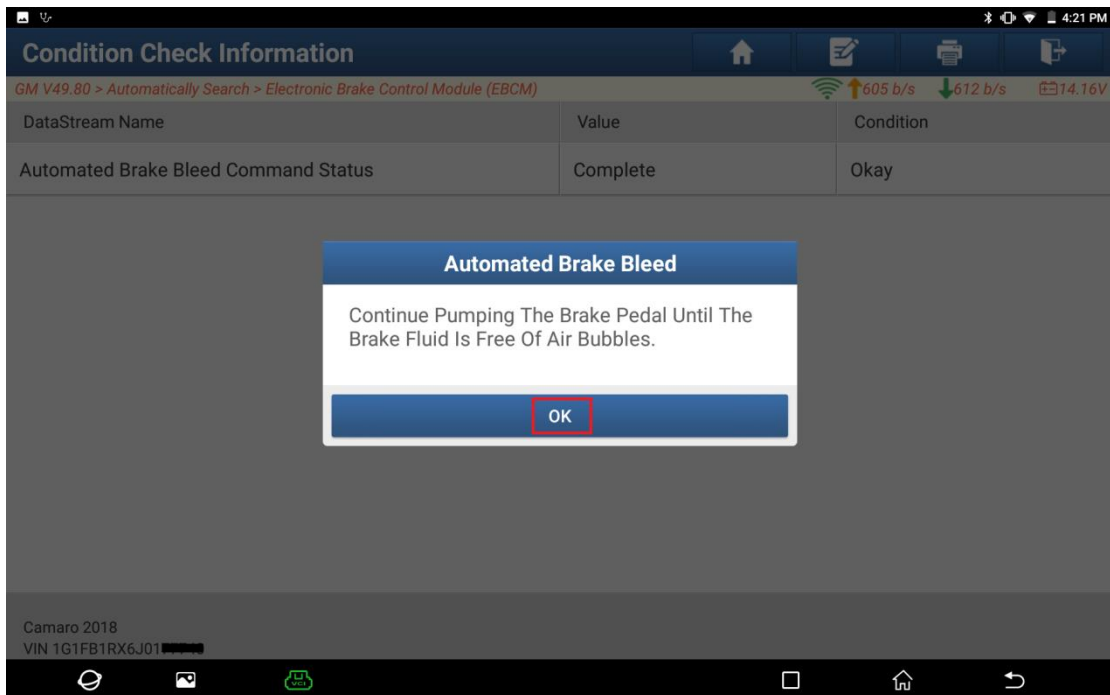 4:21 PM
Condition Check Information
GM V49.80 > Automatically Search > Electronic Brake Control Module (EBCM) 605 b/s 612 b/s 14.16V
DataStream Name Value Condition
Automated Brake Bleed Command Status Complete Okay
Automated Brake Bleed
Continue Pumping The Brake Pedal Until The
Brake Fluid Is Free Of Air Bubbles.
OK
Camaro 2018
VIN 1G1FB1RX6J01
VCI